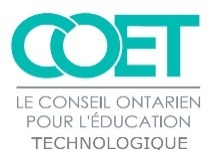 COET
LE CONSEIL ONTARIEN
POUR L'ÉDUCATION
TECHNOLOGIQUE